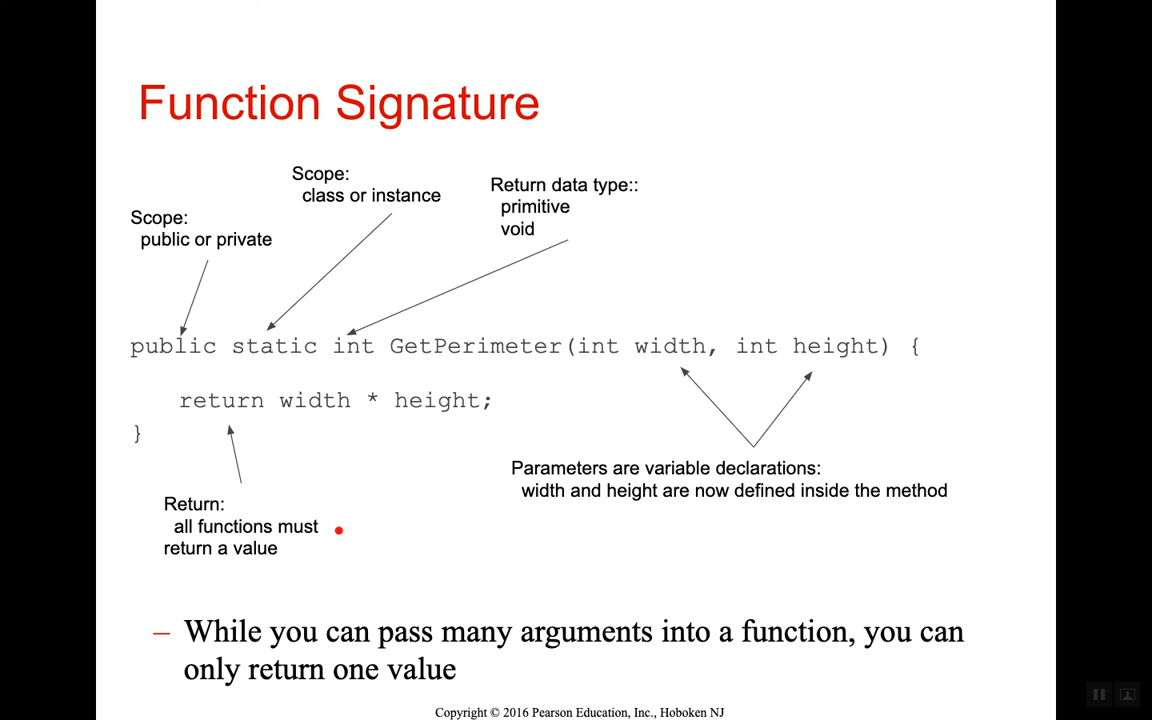 Function Signature
Scope:
class or instance
Return data type::
primitive
void
Scope:
public or private
public static int GetPerimeter(int width, int height) {
return width * height;
}
Parameters are variable declarations:
width and height are now defined inside the method
Return:
all functions must
return a value
– While you can pass many arguments into a function, you can
only return one value
Copyright © 2016 Pearson Education, Inc., Hoboken NJ